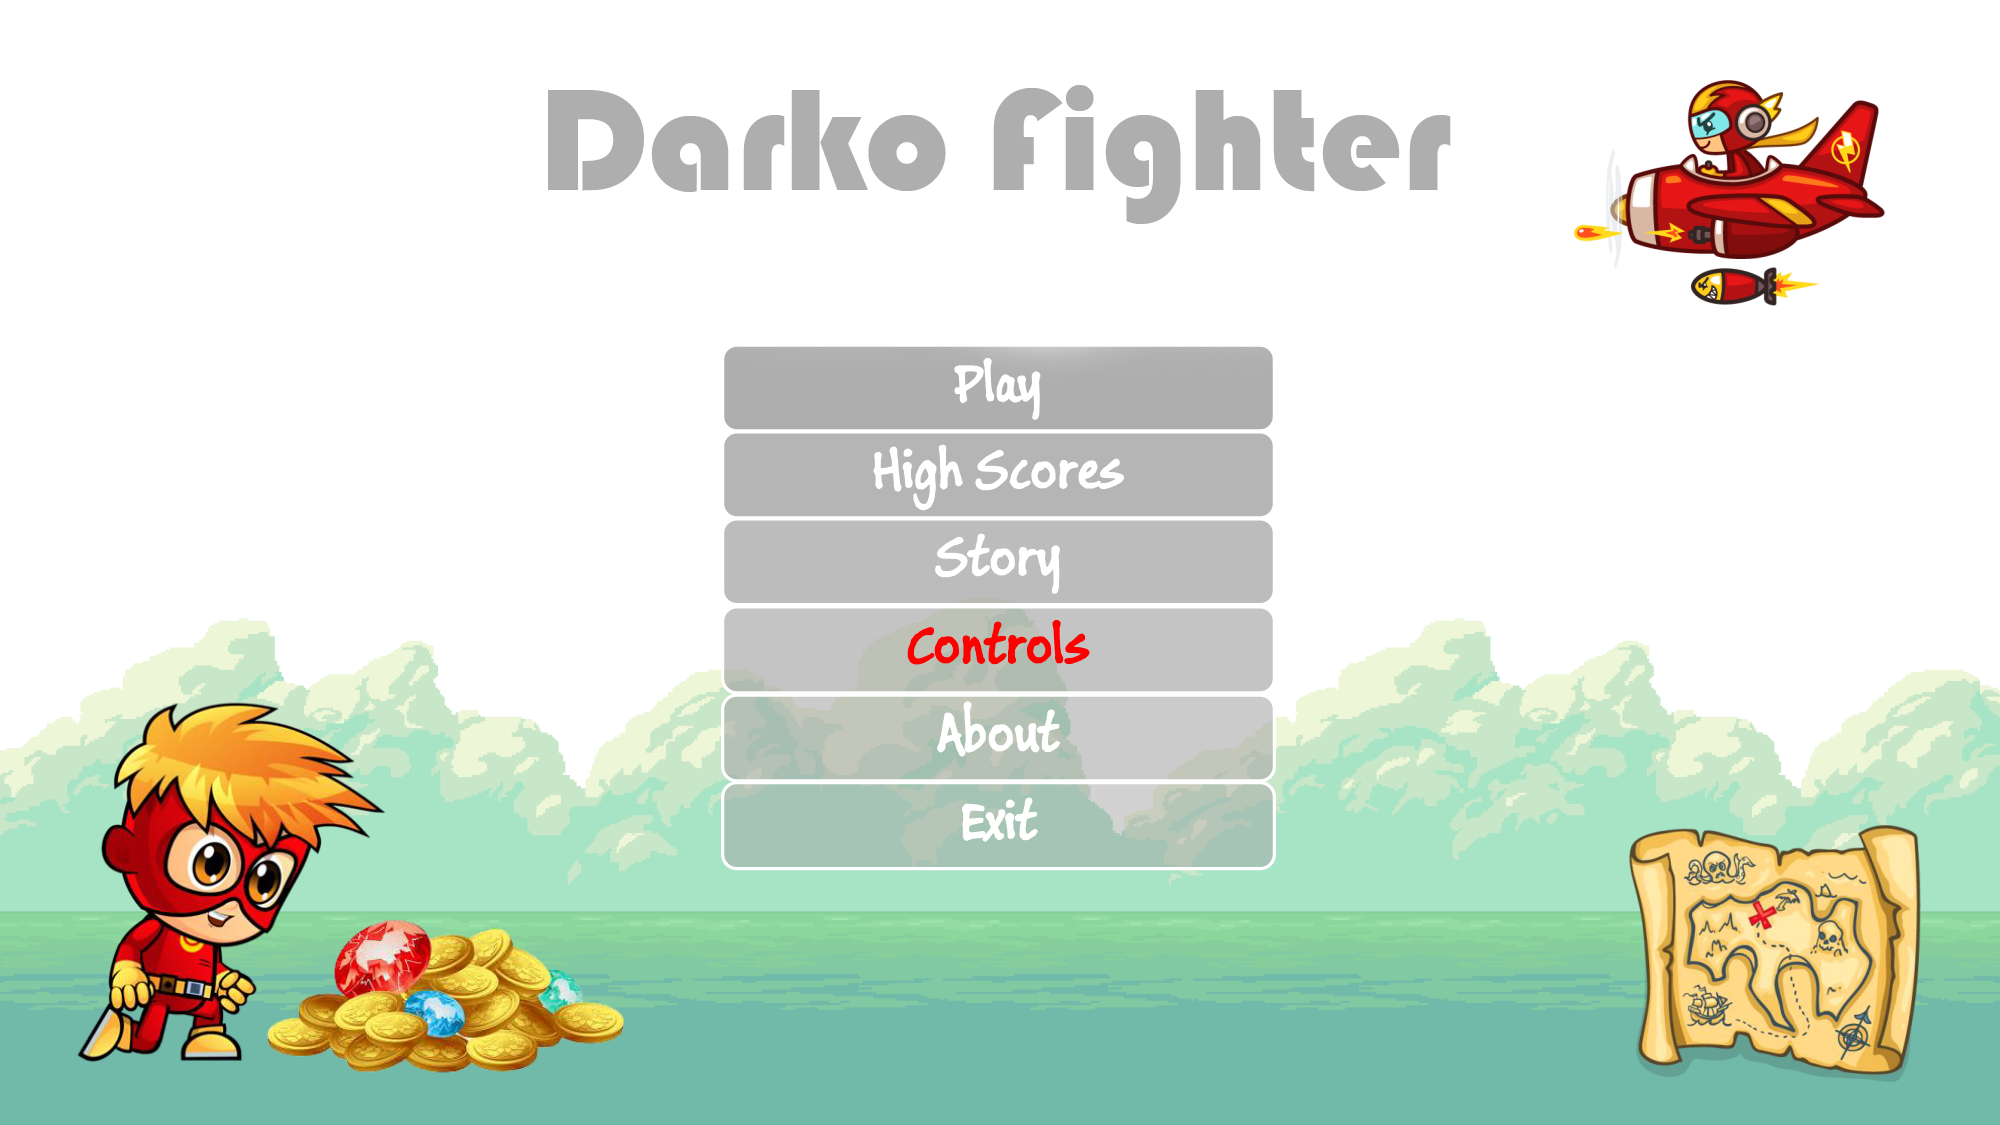 Darko Fighter
Play
High Scores
Story
Controls
About
Exit